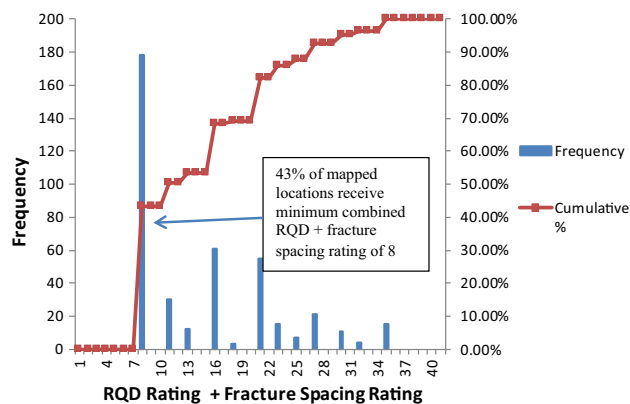 200
180
160
140
120
100
80
60
40
20
0
Frequency
100.00%
90.00%
80.00%
70.00%
60.00%
50.00%
40.00%
30.00%
20.00%
10.00%
0.00%
43% of mapped
locations receive
minimum combined
RQD + fracture
spacing rating of 8
Frequency
Cumulative
%
1 4 7 10 13 16 19 22 25 28 31 34 37 40
RQD Rating + Fracture Spacing Rating